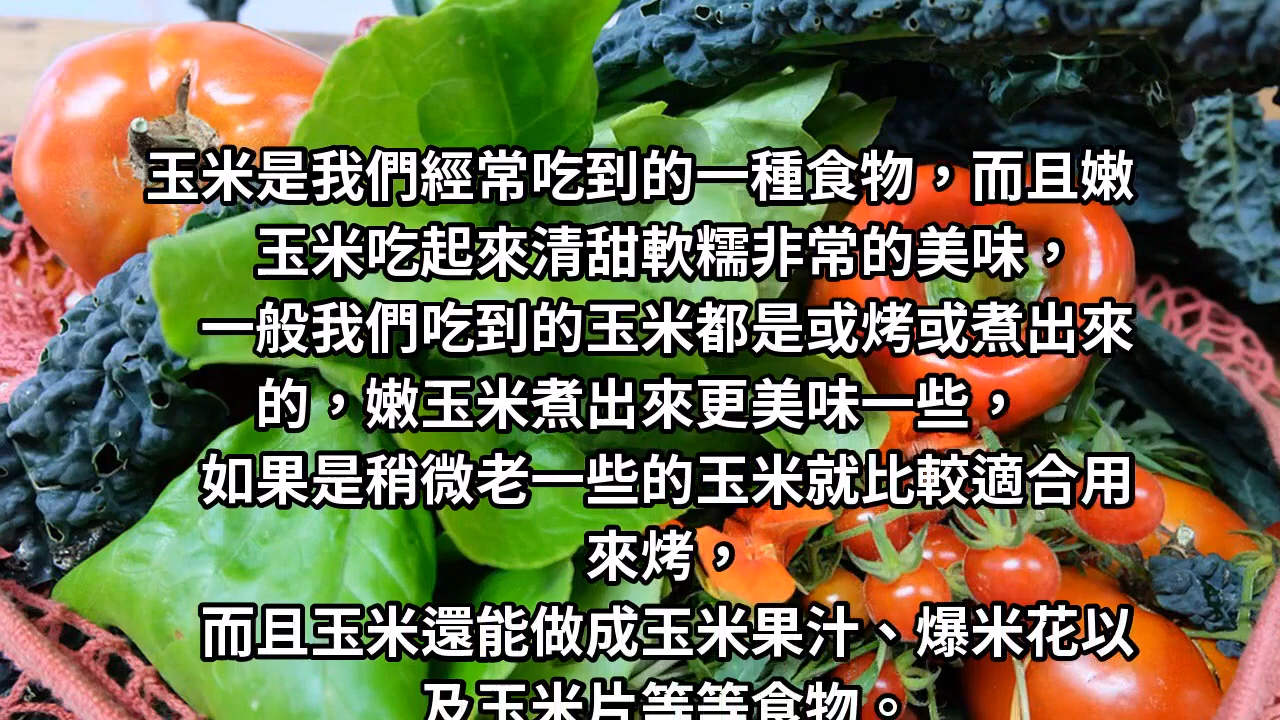 玉米是我們經常吃到的一種食物，而且嫩
玉米吃起來清甜軟糯非常的美味，
一般我們吃到的玉米都是或烤或煮出來
的，嫩玉米煮出來更美味一些，
如果是稍微老一些的玉米就比較適合用
來烤，
而且玉米還能做成玉米果汁、爆米花以
及玉米片等等食物。